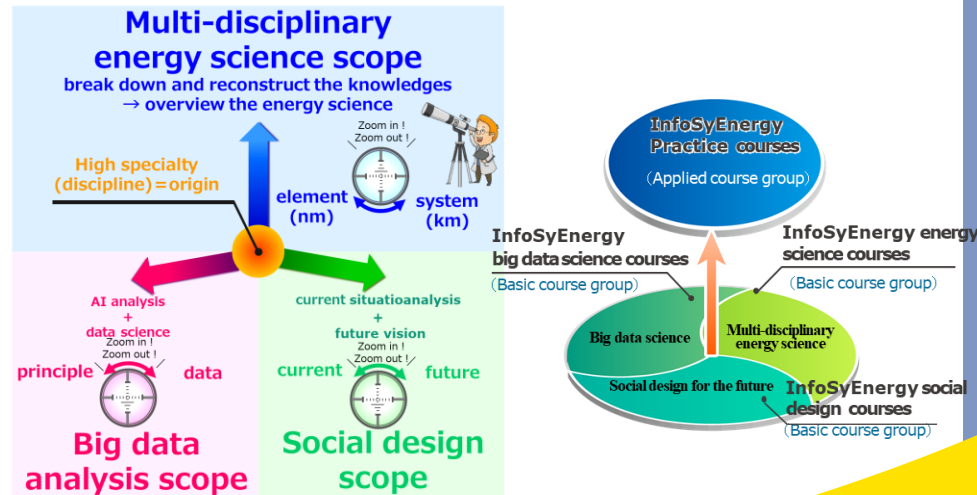 Multi-disciplinary
energy science scope
break down and reconstruct the knowledges
→ overview the energy science
High specialty
(discipline)=origin
Zoom in !
Zoom out !
element
(nm)
system
(km)
AI analysis
+
data science
Zoom in !
Zoom out !
principle
data
Big data
analysis scope
current situatioanalysis
+
future vision
Zoom in !
Zoom out !
current
future
Social design
scope
InfoSyEnergy
Practice courses
(Applied course group)
InfoSyEnergy
big data science courses
(Basic course group)
InfoSyEnergy energy
science courses
(Basic course group)
Big data science
Multi-disciplinary
energy science
Social design for the future
InfoSyEnergy social
design courses
(Basic course group)